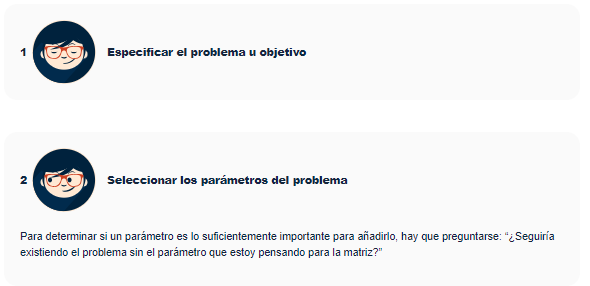 1 Especificar el problema u objetivo
2 Seleccionar los parámetros del problema
Para determinar si un parámetro es lo suficientemente importante para añadirlo, hay que preguntarse: “¿Seguiría
existiendo el problema sin el parámetro que estoy pensando para la matriz?”